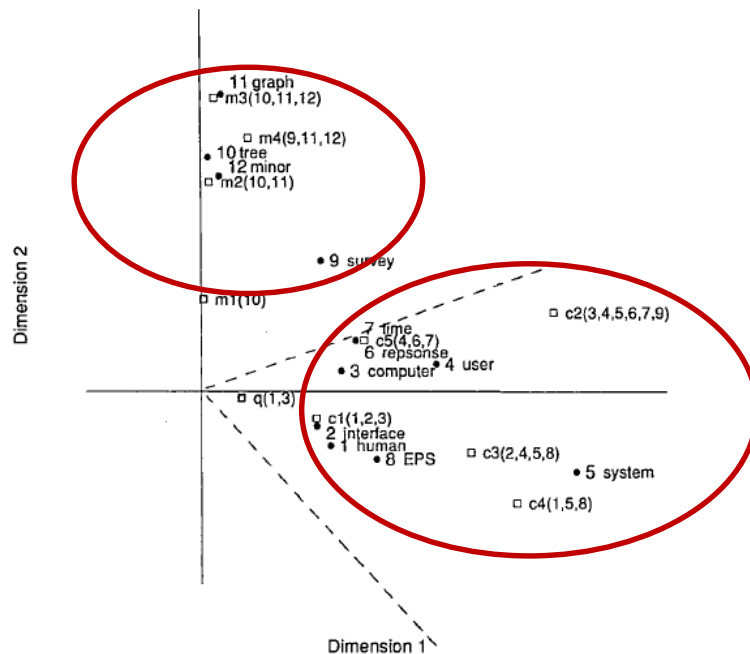 11 graph
m3(10,11,12)
m4(9,11,12)
10 tree
12 minor
m2(10,11)
9 survey
m1(10)
Dimension 2
c2(3,4,5,6,7,9)
7 time
c5(4,6,7)
6 repsonse
4 user
3 computer
q(1,3)
c1(1,2,3)
2 interface
1 human
8 EPS
c3(2,4,5,8)
5 system
c4(1,5,8)
Dimension 1